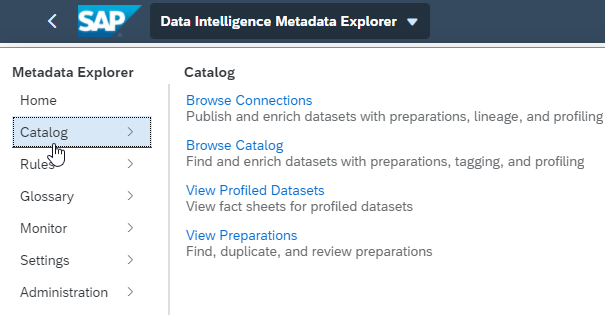 SAP
Data Intelligence Metadata Explorer
Metadata Explorer
Home
Catalog
Rules
Glossary
Monitor
Settings
Administration
Catalog
Browse Connections
Publish and enrich datasets with preparations, lineage, and profiling
Browse Catalog
Find and enrich datasets with preparations, tagging, and profiling
View Profiled Datasets
View fact sheets for profiled datasets
View Preparations
Find, duplicate, and review preparations